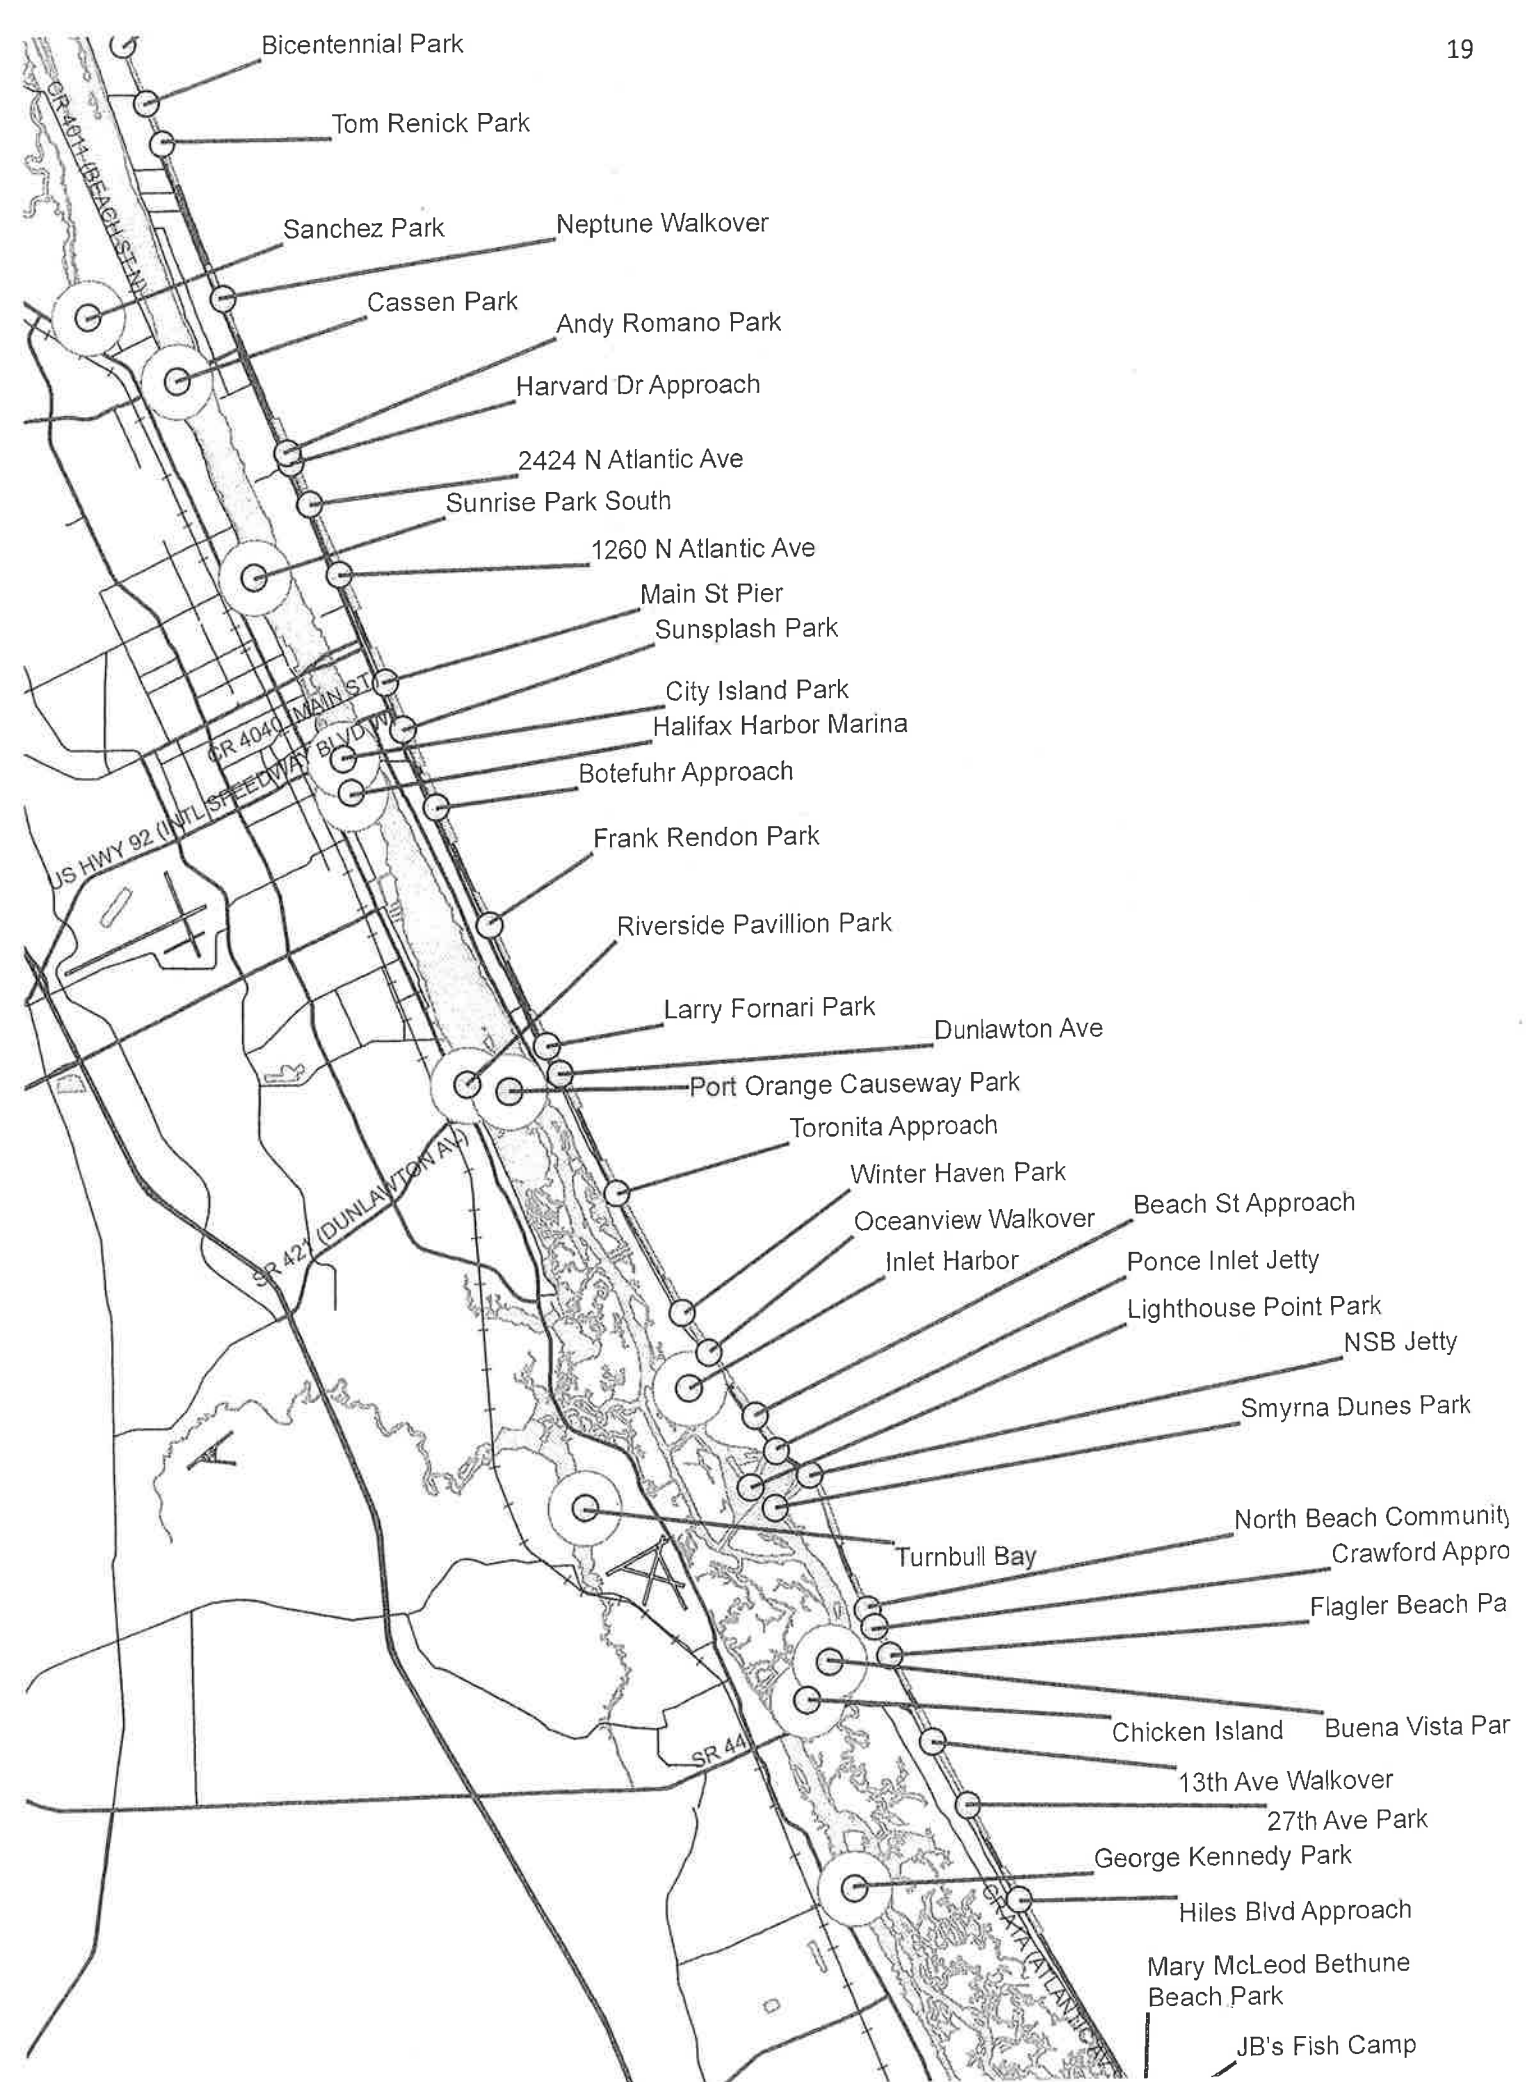 19
Bicentennial Park
CR 4011 (BEACH ST N)
Tom Renick Park
Sanchez Park
Neptune Walkover
Cassen Park
Andy Romano Park
Harvard Dr Approach
2424 N Atlantic Ave
Sunrise Park South
1260 N Atlantic Ave
Main St Pier
Sunsplash Park
City Island Park
CR 4040 (MAIN ST)
Halifax Harbor Marina
US HWY 92 (INTL SPEEDWAY BLVD W)
Botefuhr Approach
Frank Rendon Park
Riverside Pavillion Park
Larry Fornari Park
Dunlawton Ave
Port Orange Causeway Park
Toronita Approach
SR 421 (DUNLAWTON AV)
Winter Haven Park
Beach St Approach
Oceanview Walkover
Inlet Harbor
Ponce Inlet Jetty
Lighthouse Point Park
NSB Jetty
Smyrna Dunes Park
North Beach Community
Turnbull Bay
Crawford Appro
Flagler Beach Pa
Chicken Island
Buena Vista Par
SR 44
13th Ave Walkover
27th Ave Park
George Kennedy Park
Hiles Blvd Approach
CR A1A (ATLANTIC AV
Mary McLeod Bethune
Beach Park
JB's Fish Camp